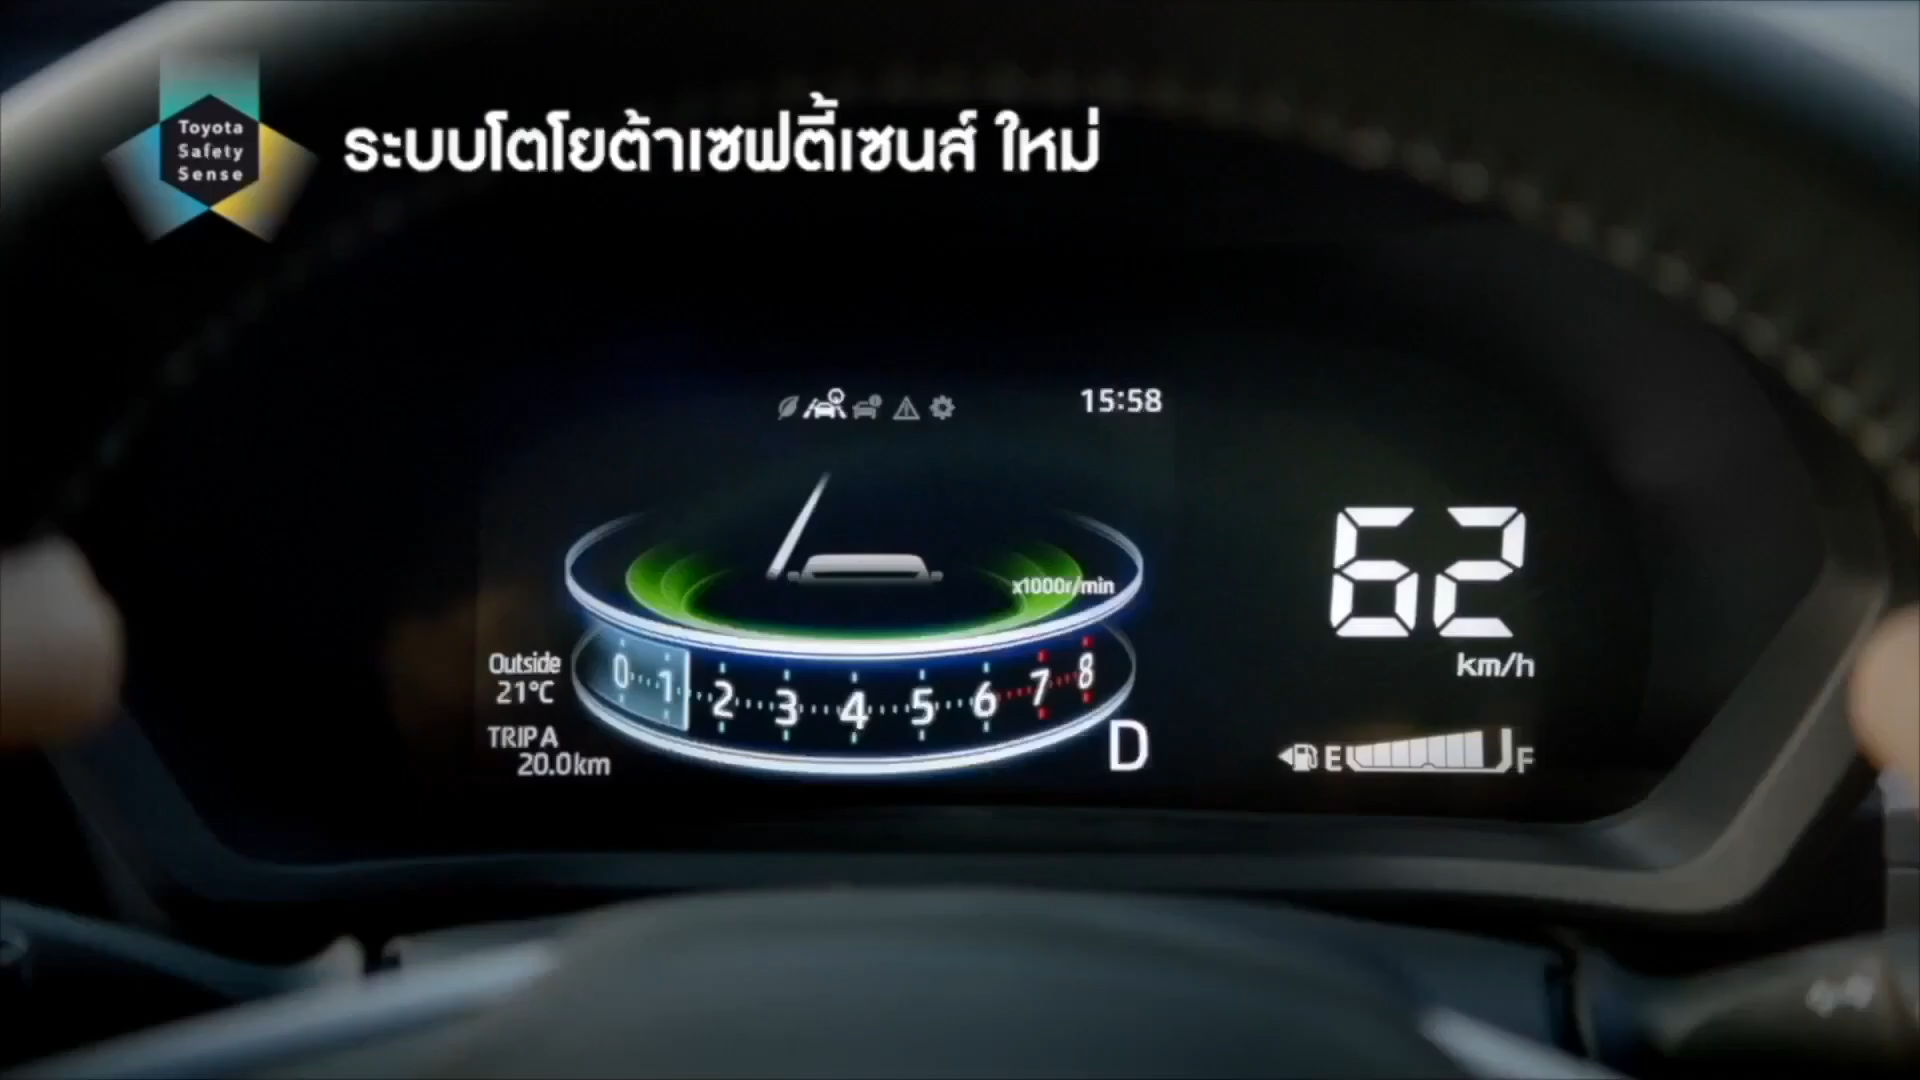 Toyota
Safety
Sense
ระบบโตโยต้าเซฟตี้เซนส์ ใหม่
15:58
x1000r/min
62
km/h
Outside
21°C
0 1 2 3 4 5 6 7 8
TRIP A
20.0km
D
E F